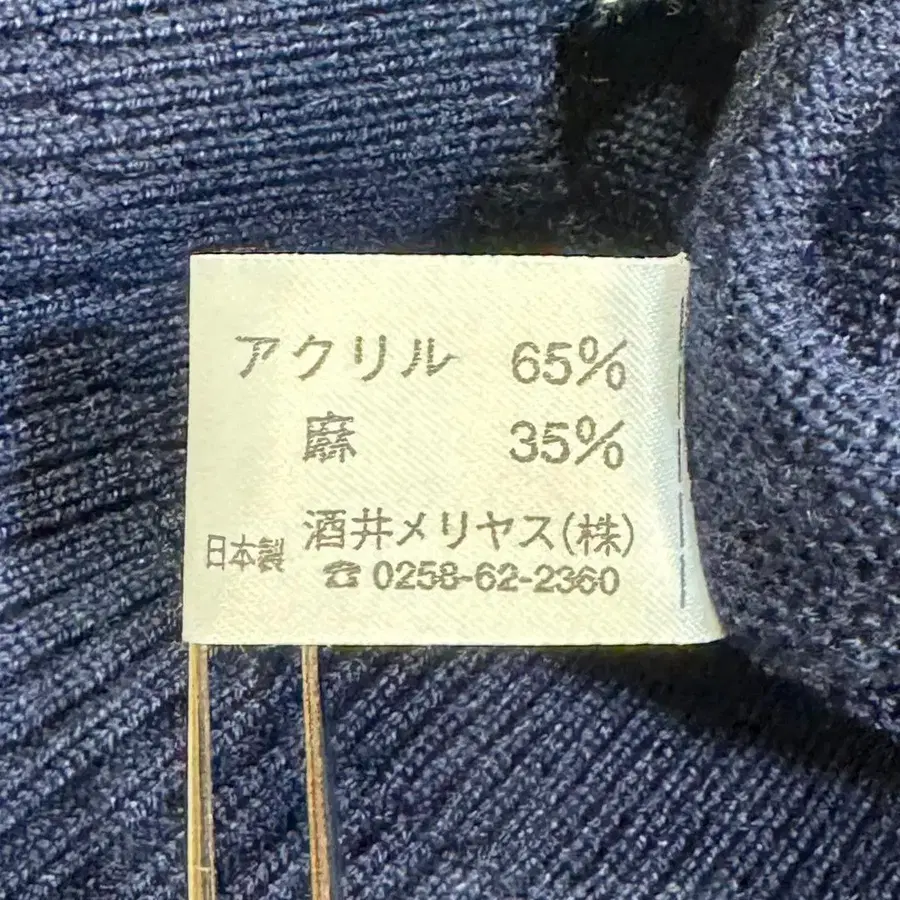 アクリル 65%
麻 35%
日本製 酒井メリヤス(株)
☎ 0258-62-2360